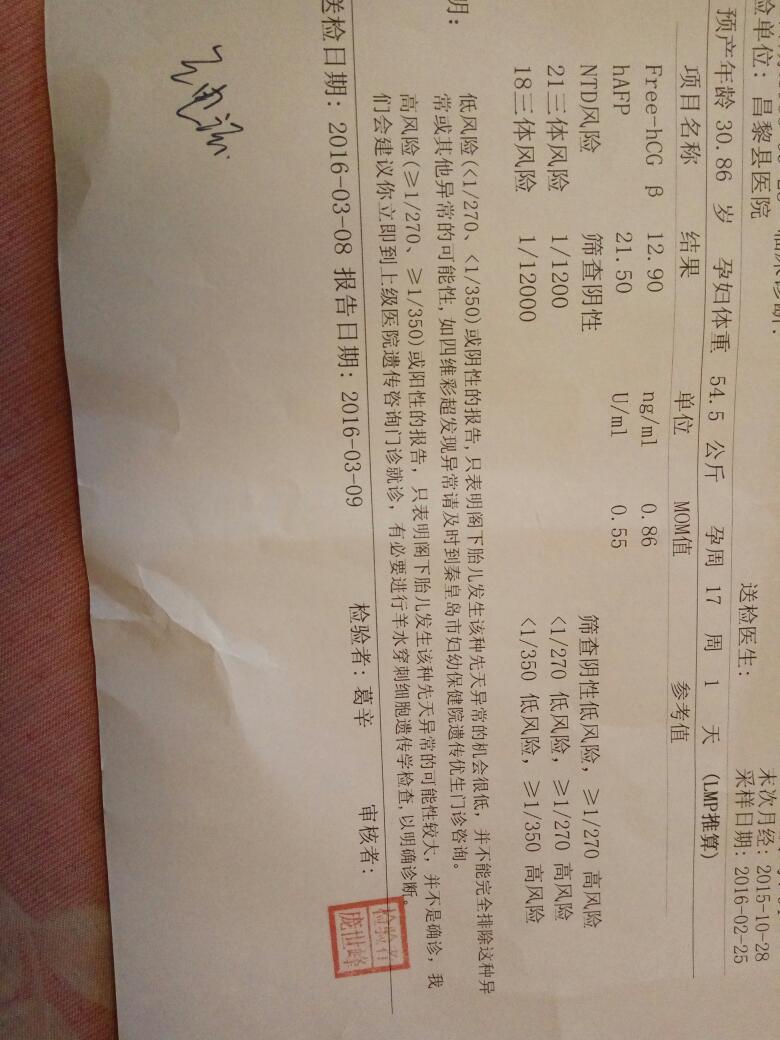 检单位: 昌黎县医院 送检医生: 末次月经: 2015-10-28
采样日期: 2016-02-25
预产年龄 30.86 岁 孕妇体重 54.5 公斤 孕周 17 周 1 天 (LMP推算)
项目名称 结果 单位 MOM值 参考值
Free-hCG β 12.90 ng/ml 0.86
hAFP 21.50 U/ml 0.55
NTD风险 筛查阴性 筛查阴性低风险, ≥1/270 高风险
21三体风险 1/1200 <1/270 低风险, ≥1/270 高风险
18三体风险 1/12000 <1/350 低风险, ≥1/350 高风险
明:
低风险(<1/270、<1/350)或阴性的报告,只表明阁下胎儿发生该种先天异常的机会很低, 并不能完全排除这种异
常或其他异常的可能性,如四维彩超发现异常请及时到秦皇岛市妇幼保健院遗传优生门诊咨询。
高风险(≥1/270、≥1/350)或阳性的报告, 只表明阁下胎儿发生该种先天异常的可能性较大, 并不是确诊, 我
们会建议你立即到上级医院遗传咨询门诊就诊, 有必要进行羊水穿刺细胞遗传学检查,以明确诊断。
送检日期: 2016-03-08 报告日期: 2016-03-09 检验者: 葛辛 审核者:
检验者
庞世峰